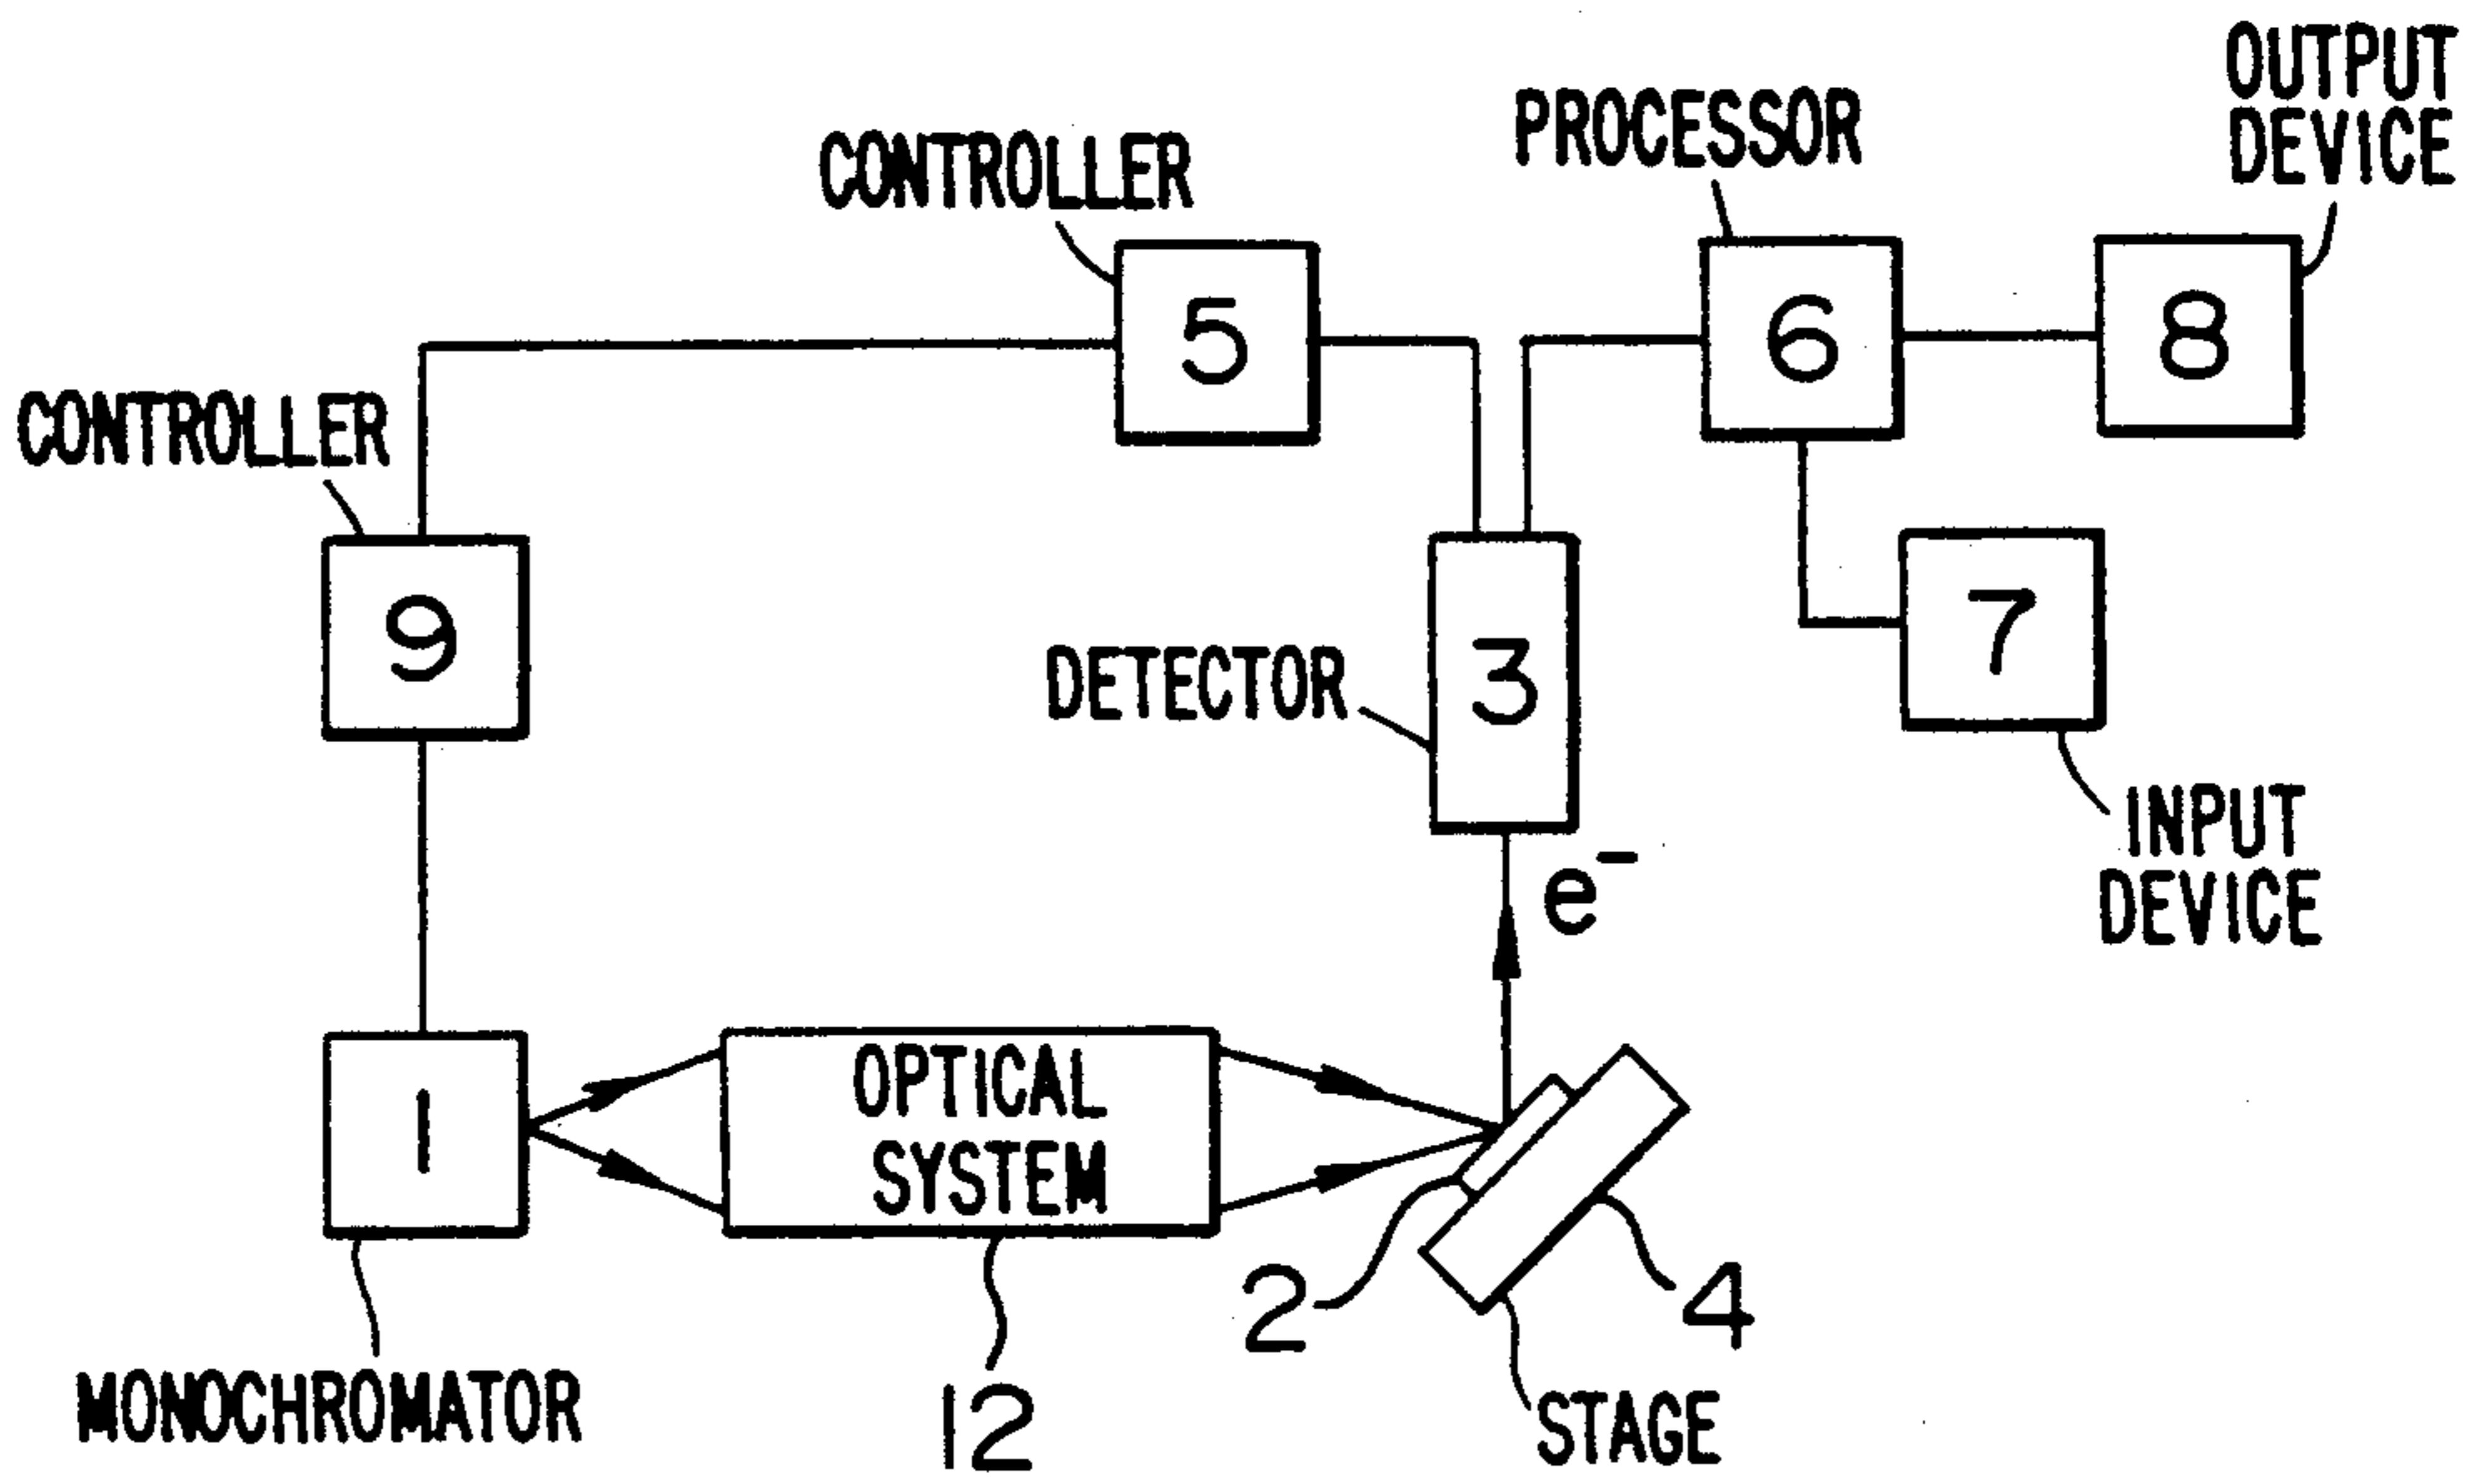 OUTPUT
DEVICE
PROCESSOR
CONTROLLER
5
6
8
CONTROLLER
9
3
7
DETECTOR
INPUT
DEVICE
e⁻
1
OPTICAL
SYSTEM
2
4
12
MONOCHROMATOR
STAGE